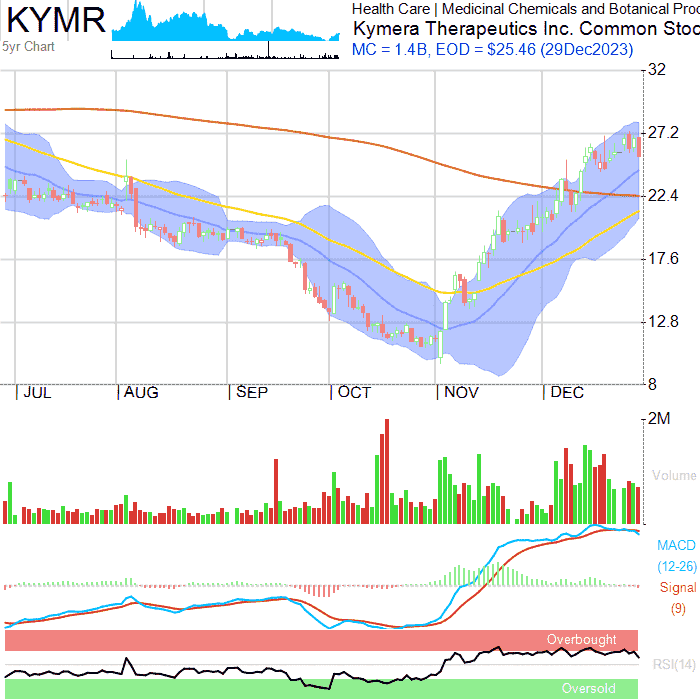 KYMR
5yr Chart
Health Care | Medicinal Chemicals and Botanical Proc
Kymera Therapeutics Inc. Common Stoc
MC = 1.4B, EOD = $25.46 (29Dec2023)
32
27.2
22.4
17.6
12.8
8
JUL AUG SEP OCT NOV DEC
2M
Volume
MACD
(12-26)
Signal
(9)
Overbought
RSI(14)
Oversold